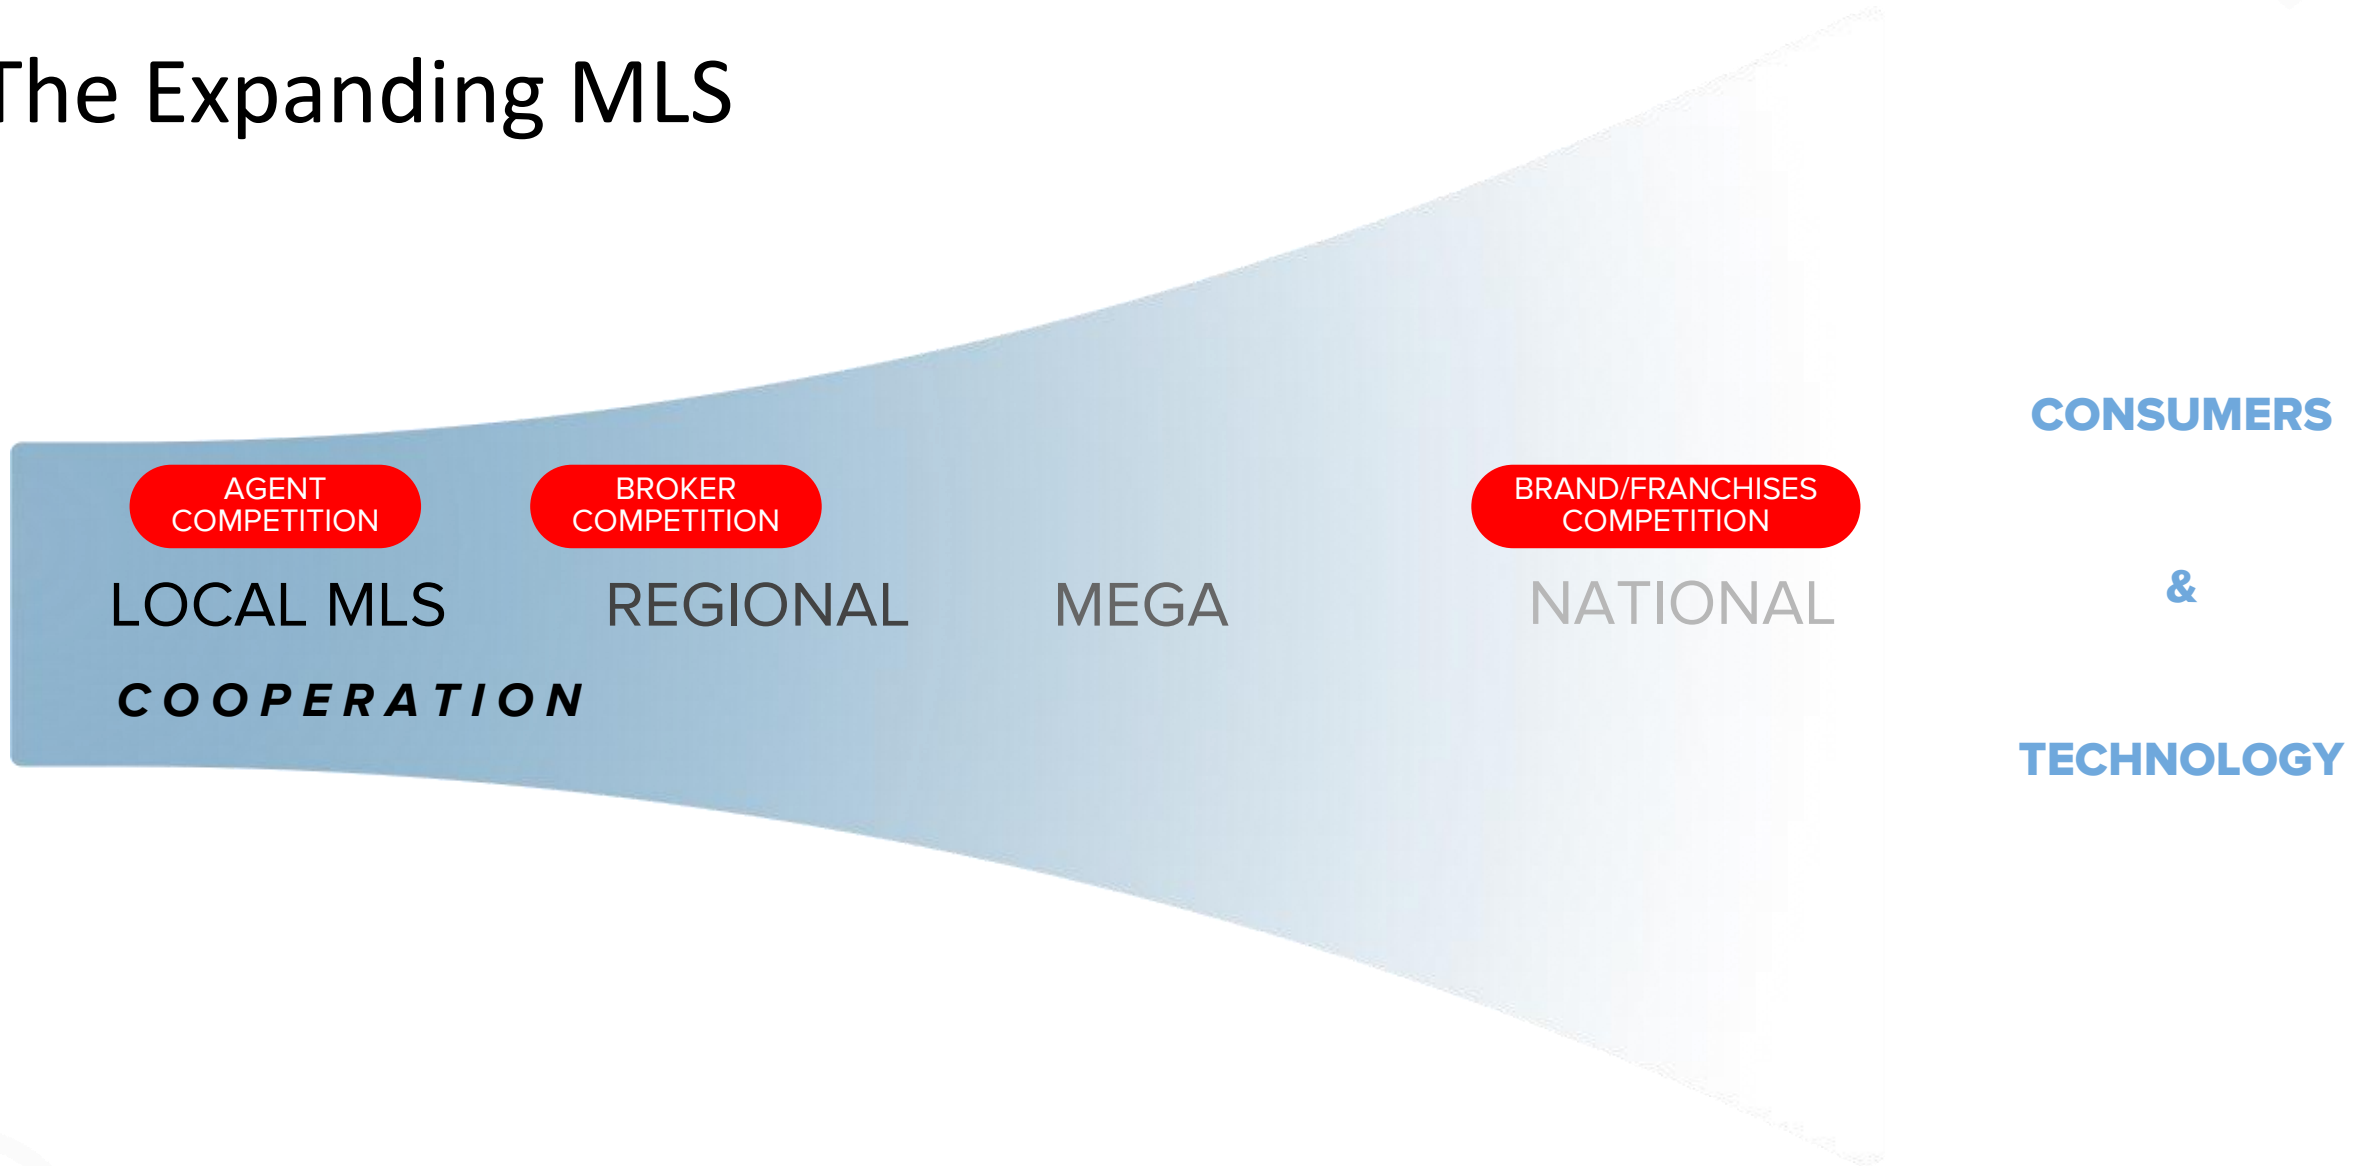 The Expanding MLS
CONSUMERS
AGENT
COMPETITION
BROKER
COMPETITION
BRAND/FRANCHISES
COMPETITION
LOCAL MLS
REGIONAL
MEGA
NATIONAL
&
COOPERATION
TECHNOLOGY